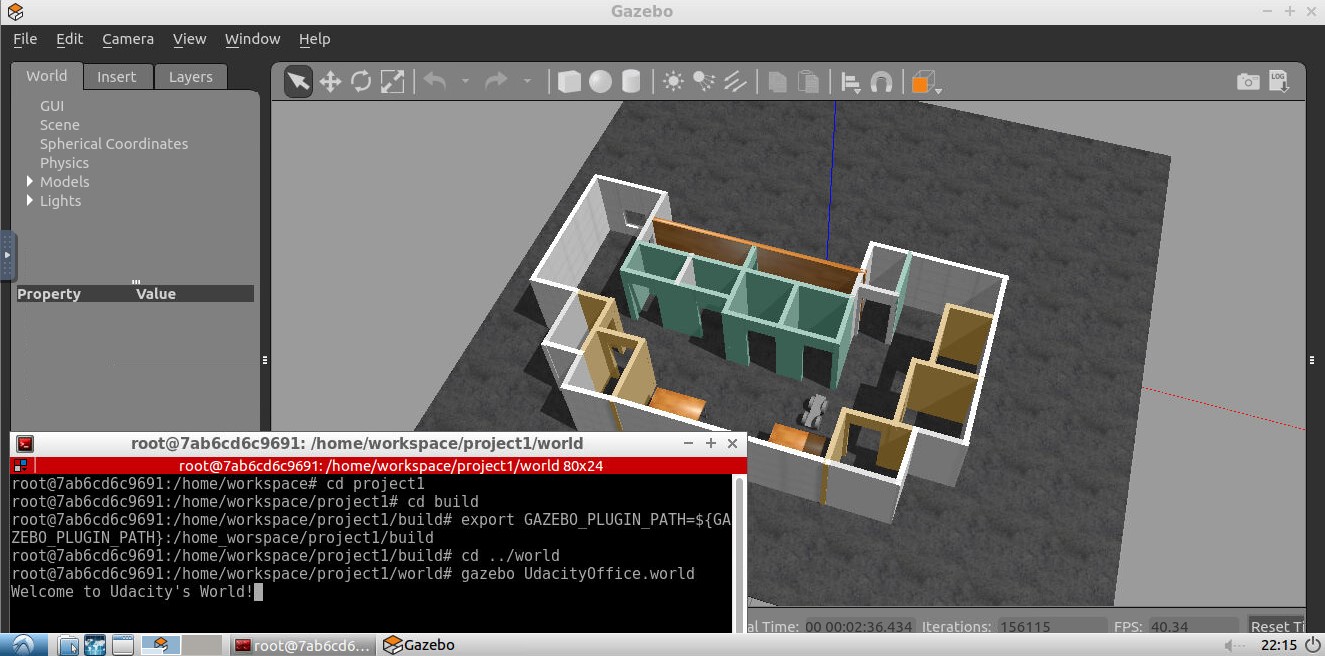 Gazebo
File Edit Camera View Window Help
World Insert Layers
LOG
GUI
Scene
Spherical Coordinates
Physics
Models
Lights
Property Value
root@7ab6cd6c9691: /home/workspace/project1/world
root@7ab6cd6c9691: /home/workspace/project1/world 80x24
root@7ab6cd6c9691:/home/workspace# cd project1
root@7ab6cd6c9691:/home/workspace/project1# cd build
root@7ab6cd6c9691:/home/workspace/project1/build# export GAZEBO_PLUGIN_PATH=${GA
ZEBO_PLUGIN_PATH}:/home_worspace/project1/build
root@7ab6cd6c9691:/home/workspace/project1/build# cd ../world
root@7ab6cd6c9691:/home/workspace/project1/world# gazebo UdacityOffice.world
Welcome to Udacity's World!
al Time: 00 00:02:36.434 Iterations: 156115 FPS: 40.34 Reset Ti
root@7ab6cd6... Gazebo 22:15